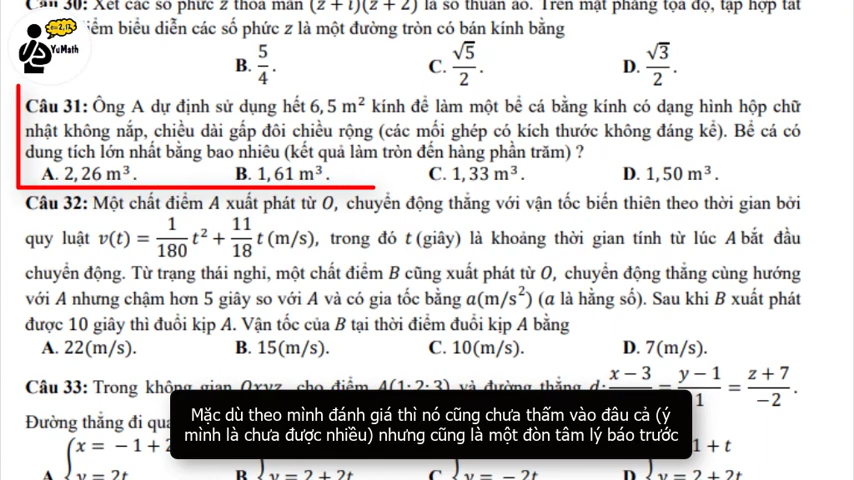 Câu 30: Xét các số phức z thỏa mãn (z̄ + i)(z + 2) là số thuần ảo. Trên mặt phẳng tọa độ, tập hợp tất
iểm biểu diễn các số phức z là một đường tròn có bán kính bằng
YuMath
B. 5/4. C. √5/2. D. √3/2.
Câu 31: Ông A dự định sử dụng hết 6,5 m² kính để làm một bể cá bằng kính có dạng hình hộp chữ
nhật không nắp, chiều dài gấp đôi chiều rộng (các mối ghép có kích thước không đáng kể). Bể cá có
dung tích lớn nhất bằng bao nhiêu (kết quả làm tròn đến hàng phần trăm) ?
A. 2,26 m³. B. 1,61 m³. C. 1,33 m³. D. 1,50 m³.
Câu 32: Một chất điểm A xuất phát từ O, chuyển động thẳng với vận tốc biến thiên theo thời gian bởi
quy luật v(t) = 1/180 t² + 11/18 t (m/s), trong đó t (giây) là khoảng thời gian tính từ lúc A bắt đầu
chuyển động. Từ trạng thái nghỉ, một chất điểm B cũng xuất phát từ O, chuyển động thẳng cùng hướng
với A nhưng chậm hơn 5 giây so với A và có gia tốc bằng a(m/s²) (a là hằng số). Sau khi B xuất phát
được 10 giây thì đuổi kịp A. Vận tốc của B tại thời điểm đuổi kịp A bằng
A. 22(m/s). B. 15(m/s). C. 10(m/s). D. 7(m/s).
Câu 33: Trong không gian Oxyz, cho điểm A(1;2;3) và đường thẳng d: x − 3 = y − 1/1 = z + 7/−2.
Đường thẳng đi qua
Mặc dù theo mình đánh giá thì nó cũng chưa thấm vào đâu cả (ý
mình là chưa được nhiều) nhưng cũng là một đòn tâm lý báo trước
x = −1 + 2 1 + t
A y = 2t B y = 2 + 2t C y = −2t D y = 2 + 2t